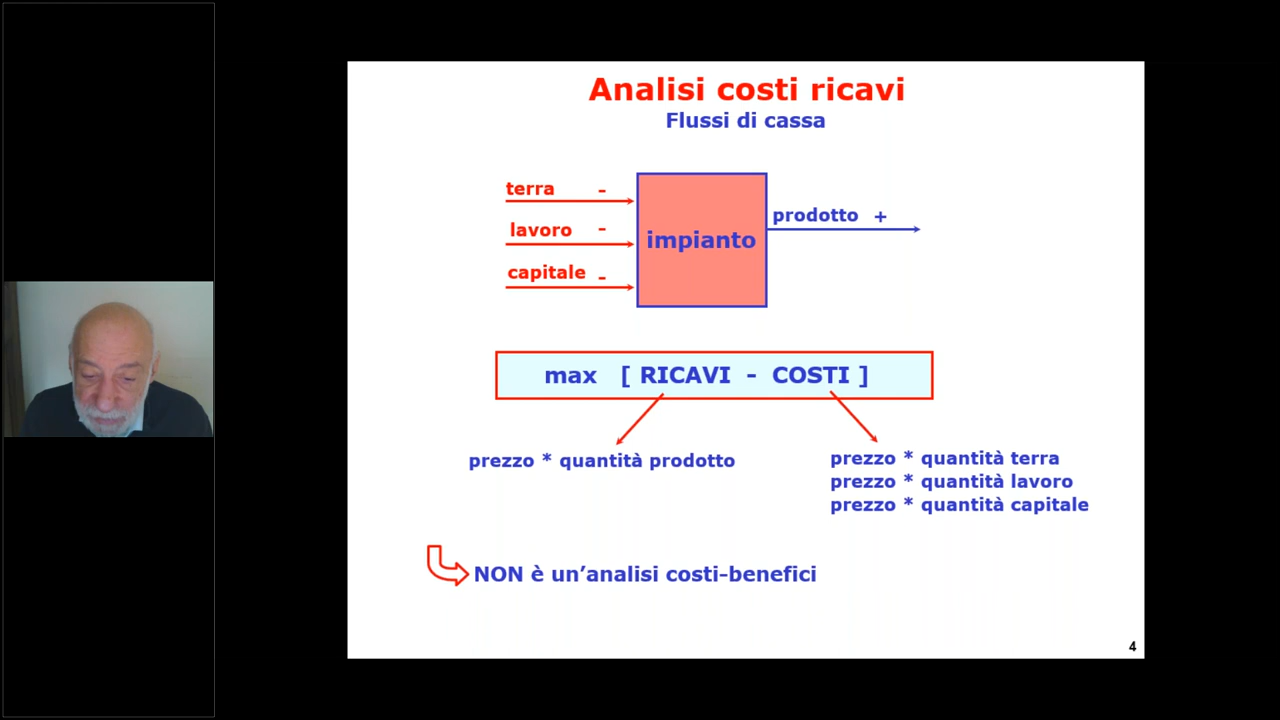 Analisi costi ricavi
Flussi di cassa
terra -
lavoro -
capitale -
impianto
prodotto +
max [ RICAVI - COSTI ]
prezzo * quantità prodotto
prezzo * quantità terra
prezzo * quantità lavoro
prezzo * quantità capitale
NON è un’analisi costi-benefici
4